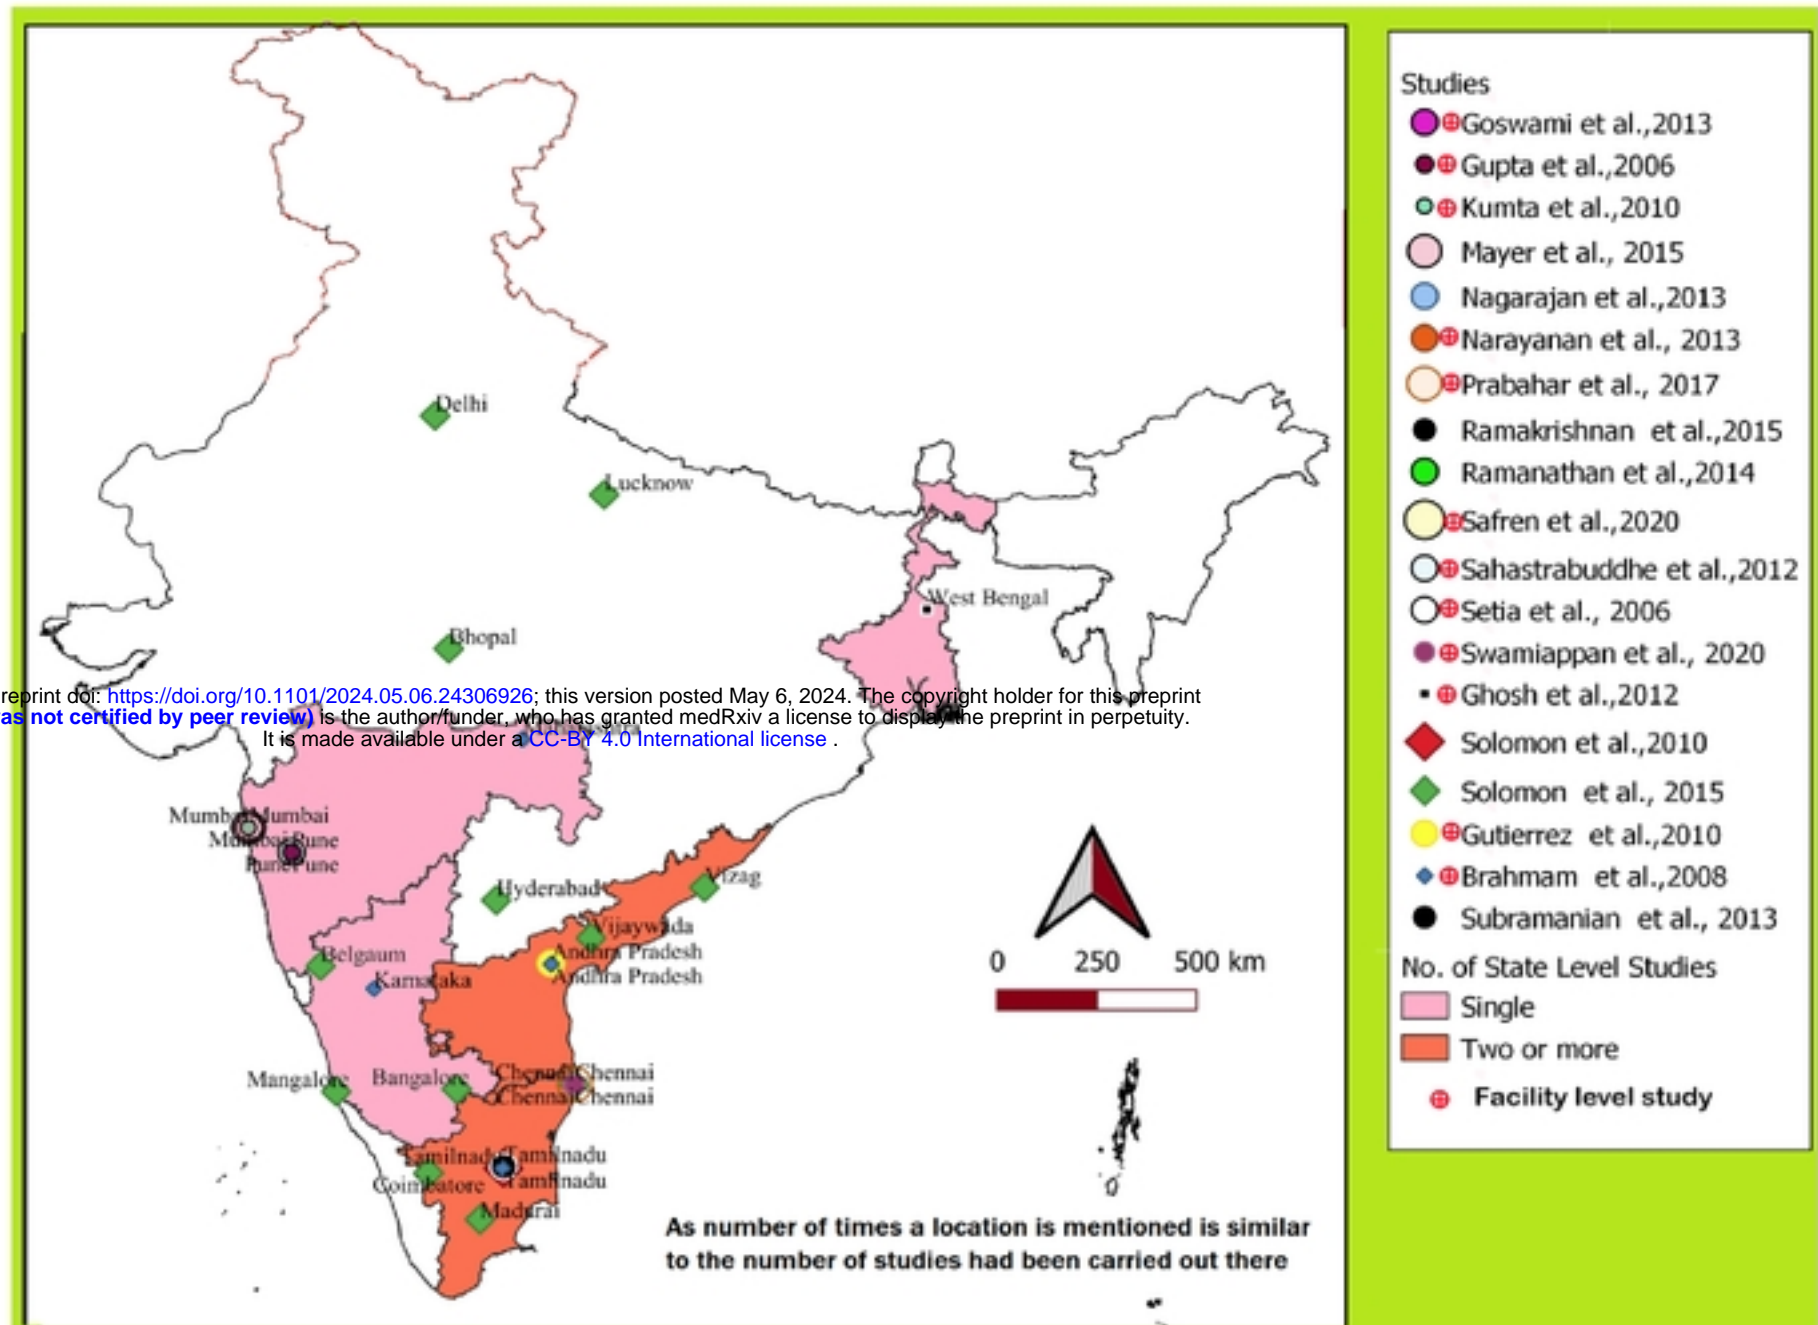 Delhi
Lucknow
West Bengal
Bhopal
reprint doi: https://doi.org/10.1101/2024.05.06.24306926; this version posted May 6, 2024. The copyright holder for this preprint
as not certified by peer review) is the author/funder, who has granted medRxiv a license to display the preprint in perpetuity.
It is made available under a CC-BY 4.0 International license .
Mumbai Mumbai
Mumbai Pune
Pune Pune
Hyderabad
Vizag
Vijaywada
Andhra Pradesh
Andhra Pradesh
Belgaum
Karnataka
Mangalore
Bangalore
Chennai Chennai
Chennai Chennai
Tamilnadu Tamilnadu
Coimbatore Tamilnadu
Madurai
0 250 500 km
As number of times a location is mentioned is similar
to the number of studies had been carried out there
Studies
Goswami et al.,2013
Gupta et al.,2006
Kumta et al.,2010
Mayer et al., 2015
Nagarajan et al.,2013
Narayanan et al., 2013
Prabahar et al., 2017
Ramakrishnan et al.,2015
Ramanathan et al.,2014
Safren et al.,2020
Sahastrabuddhe et al.,2012
Setia et al., 2006
Swamiappan et al., 2020
Ghosh et al.,2012
Solomon et al.,2010
Solomon et al., 2015
Gutierrez et al.,2010
Brahmam et al.,2008
Subramanian et al., 2013
No. of State Level Studies
Single
Two or more
Facility level study